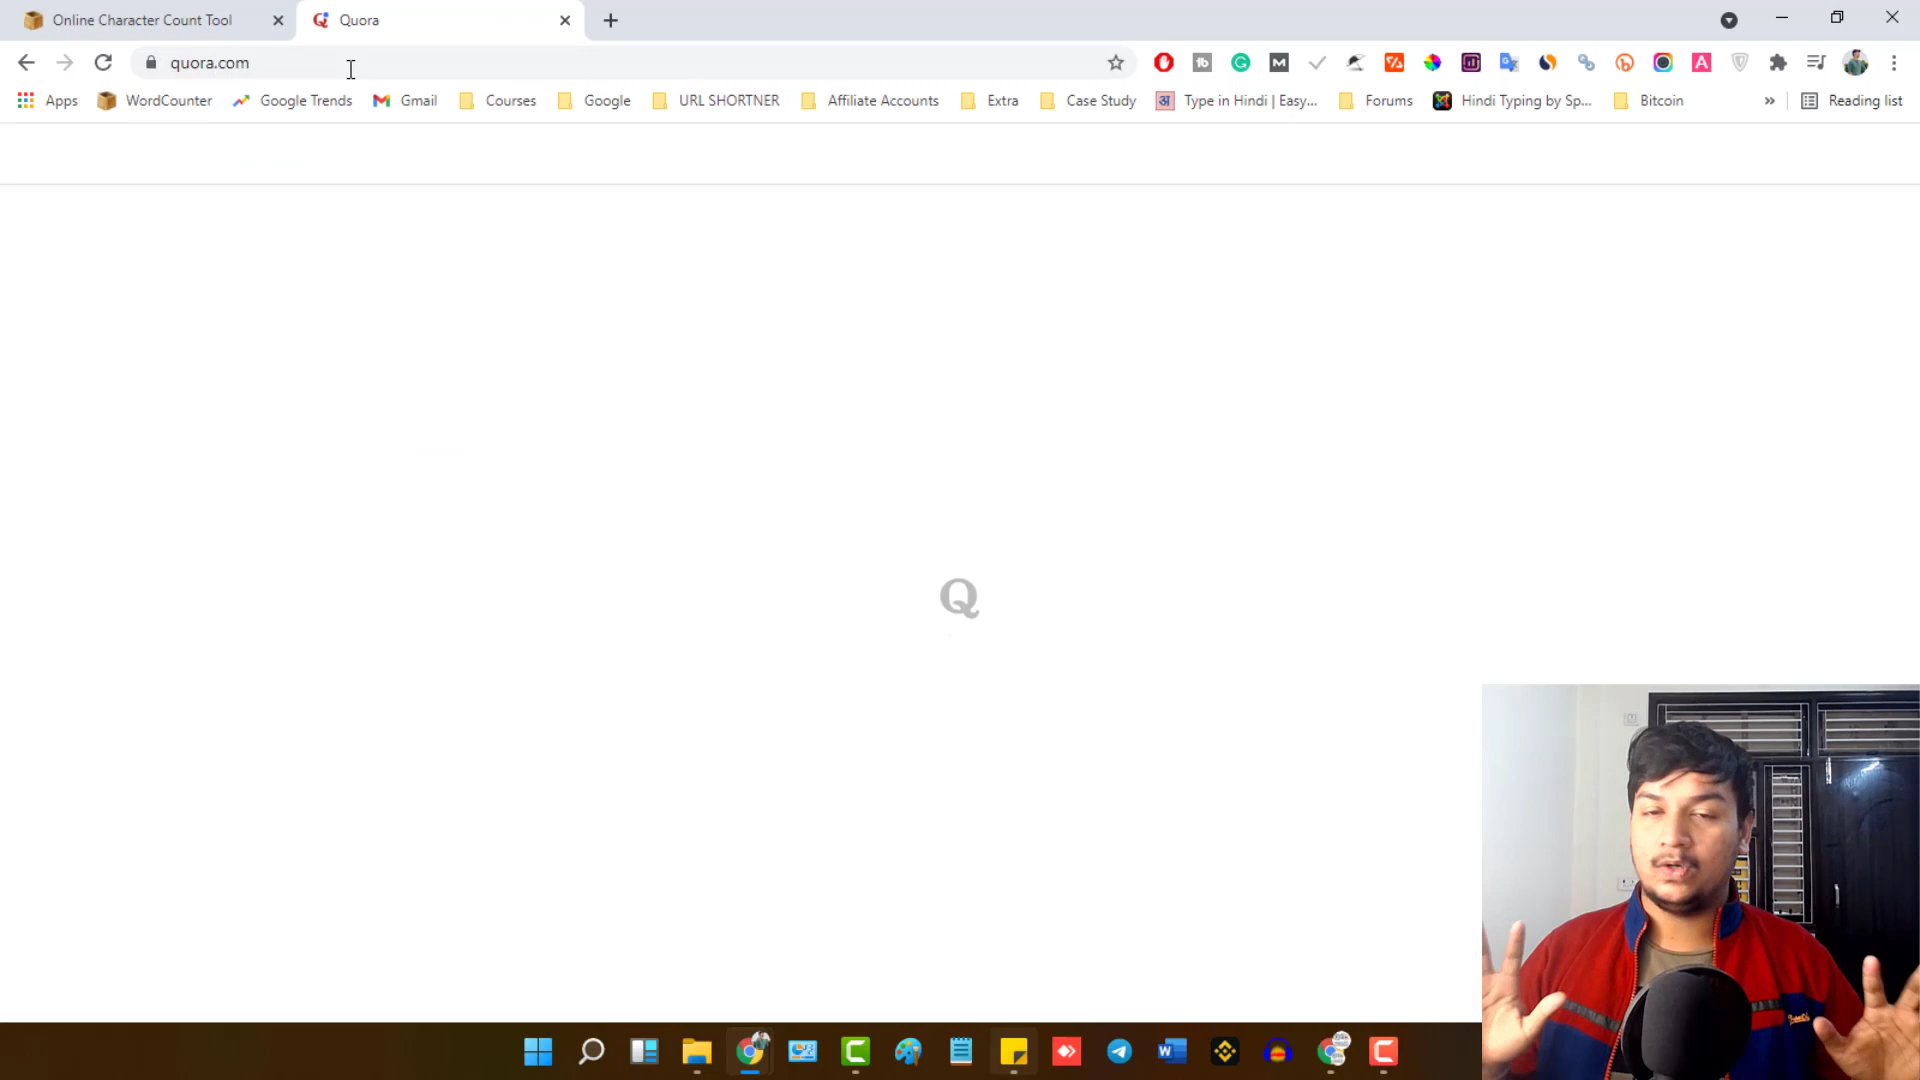 Online Character Count Tool
Quora
quora.com
Apps
WordCounter
Google Trends
Gmail
Courses
Google
URL SHORTNER
Affiliate Accounts
Extra
Case Study
Type in Hindi | Easy...
Forums
Hindi Typing by Sp...
Bitcoin
»
Reading list
Q